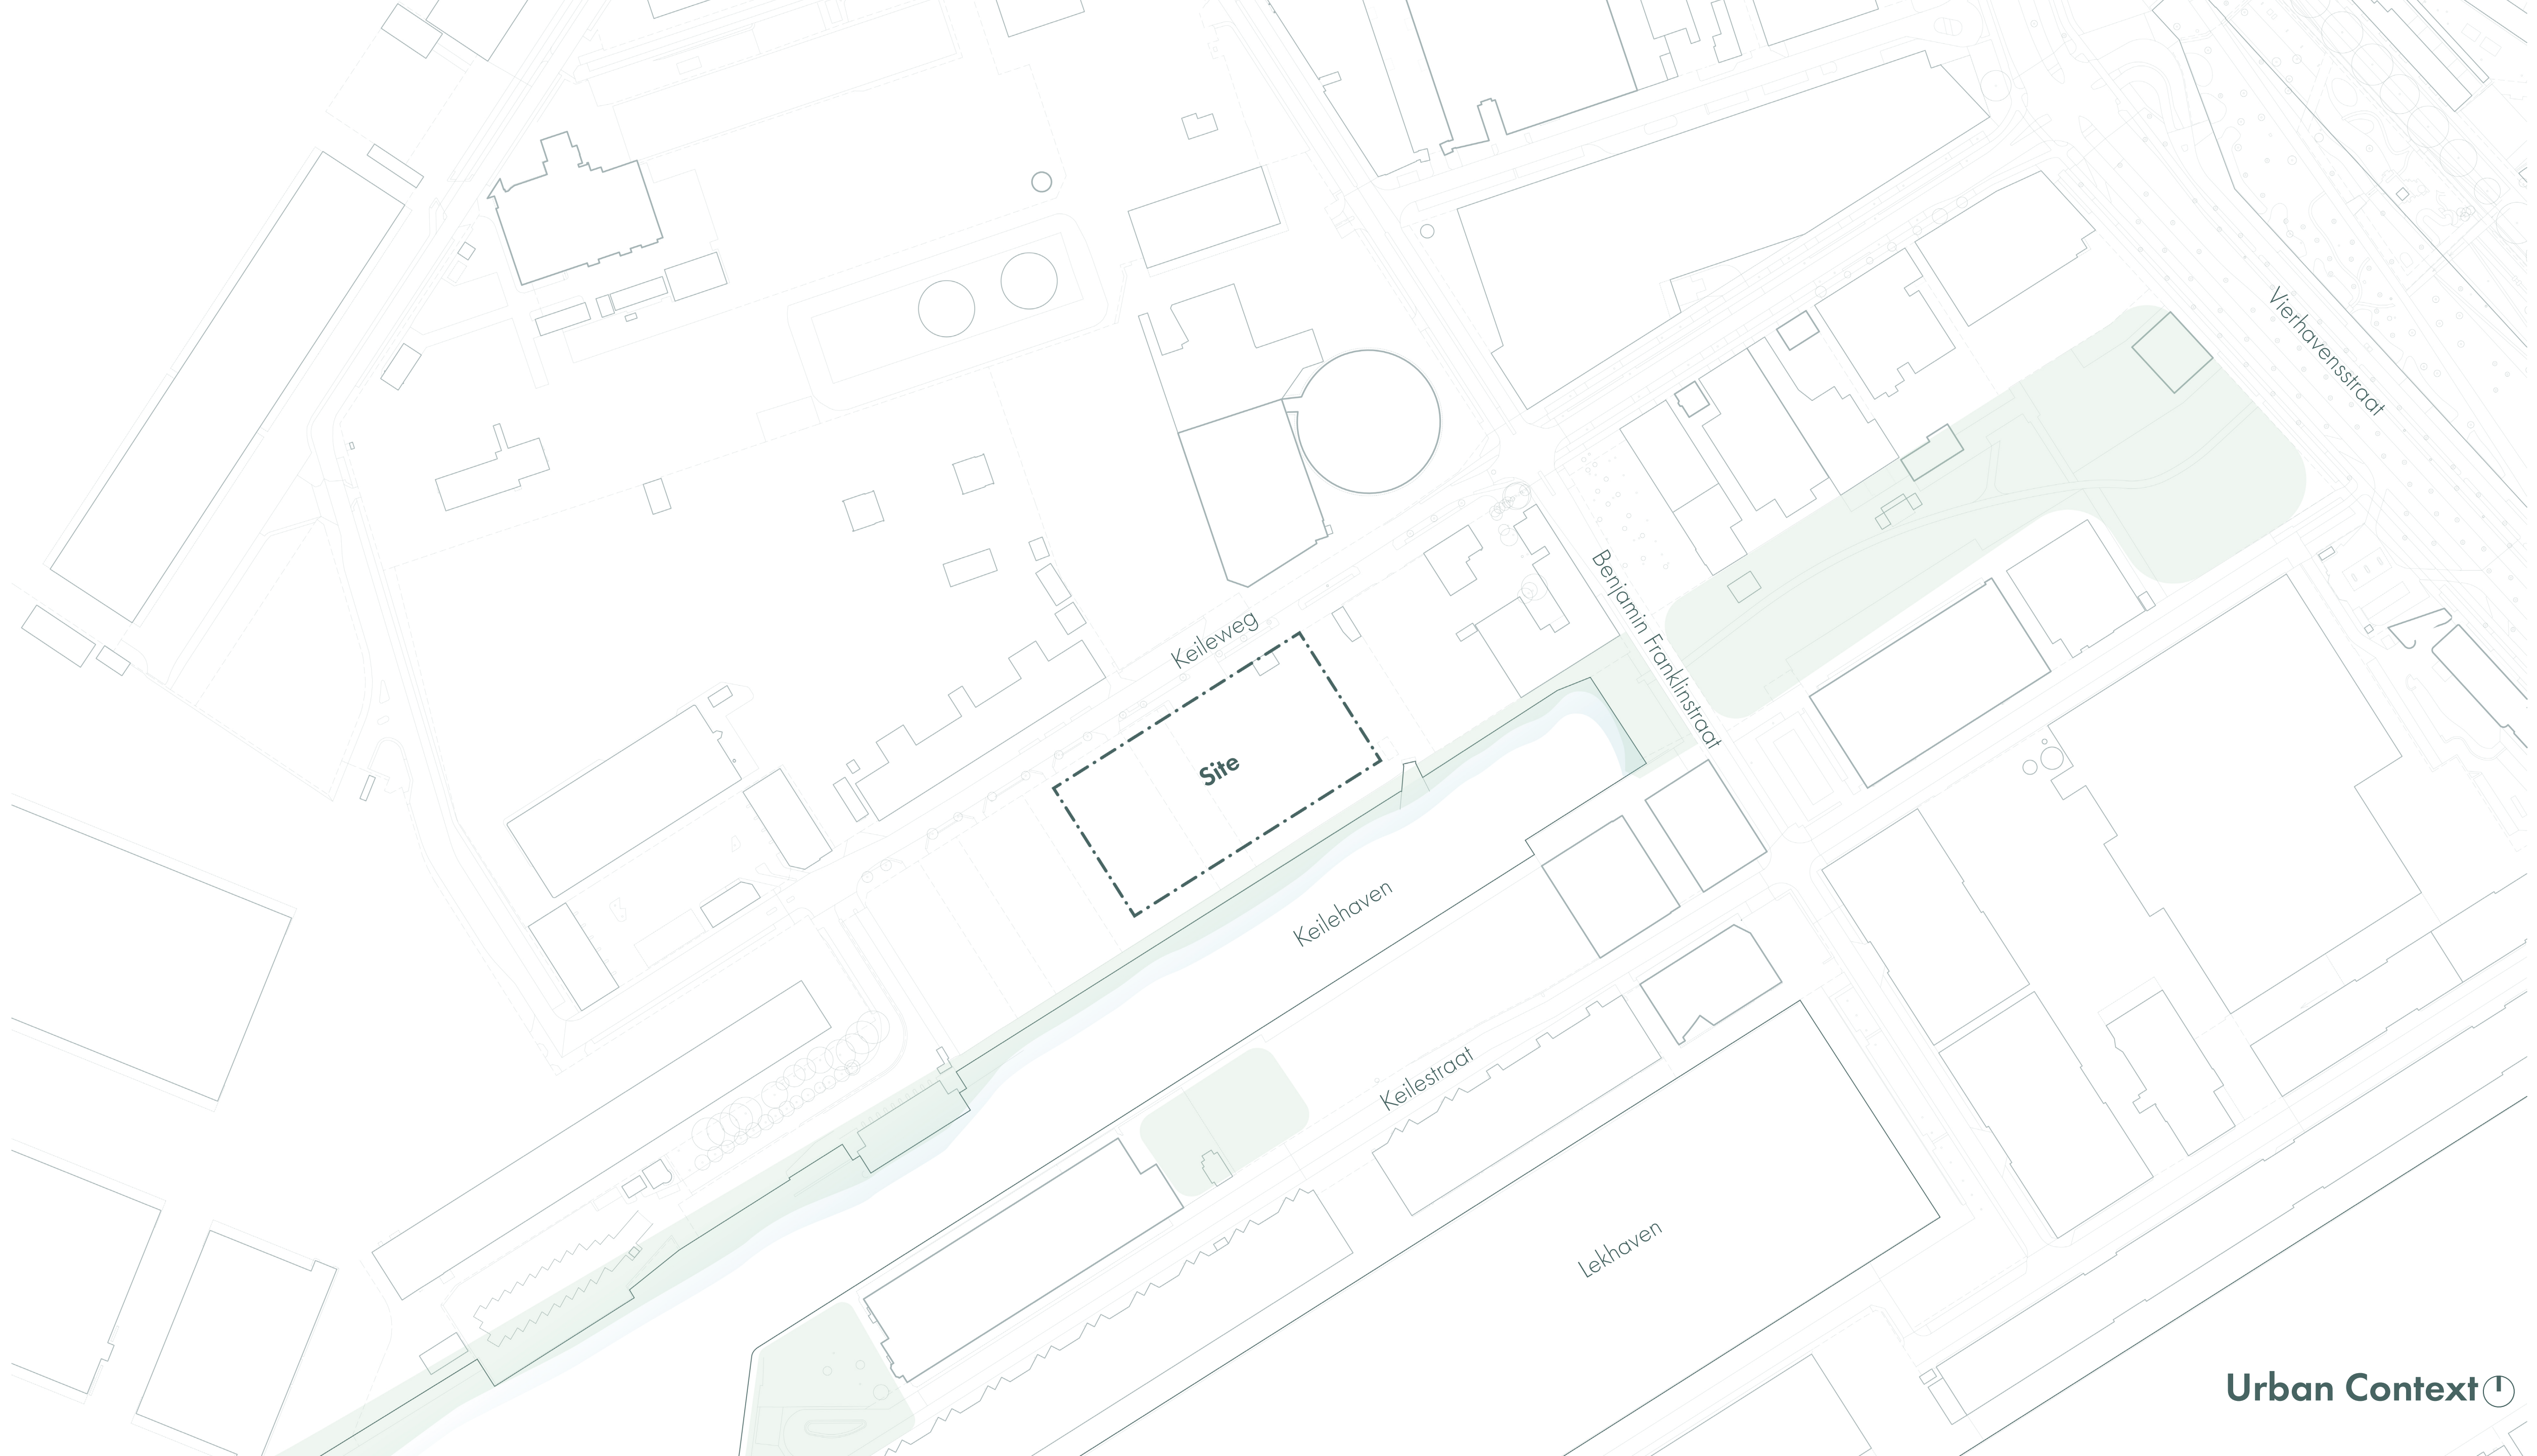 Vierhavensstraat
Benjamin Franklinstraat
Keileweg
Site
Keilehaven
Keilestraat
Lekhaven
Urban Context